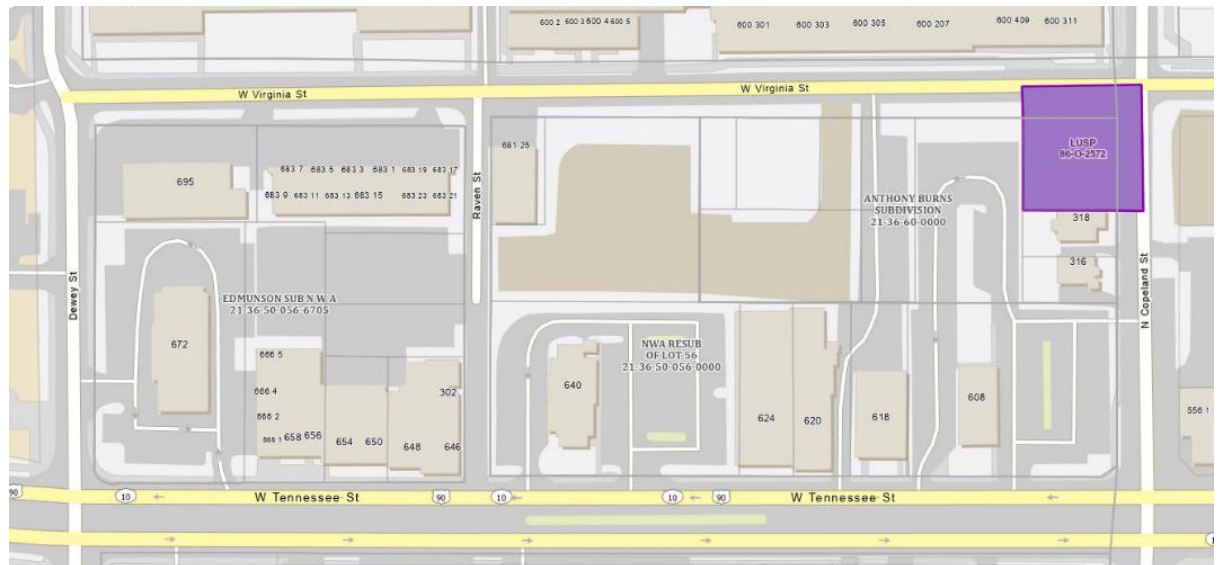 600 2 600 3 600 4 600 5
600 301 600 303 600 305 600 207 600 409 600 311
W Virginia St
W Virginia St
LUSP
86-O-2572
695
683 7 683 5 683 3 683 1 683 19 683 17
683 9 683 11 683 13 683 15 683 23 683 21
681 25
Raven St
ANTHONY BURNS
SUBDIVISION
21-36-60-0000
318
316
N Copeland St
Dewey St
EDMUNSON SUB N W A
21-36-50-056-6705
672
NWA RESUB
OF LOT 56
21-36-50-056-0000
640
666 5
666 4
666 2
666 1 658 656
654 650
302
648 646
624 620
618
608
556 1
90
10
W Tennessee St
90
10
10
90
W Tennessee St